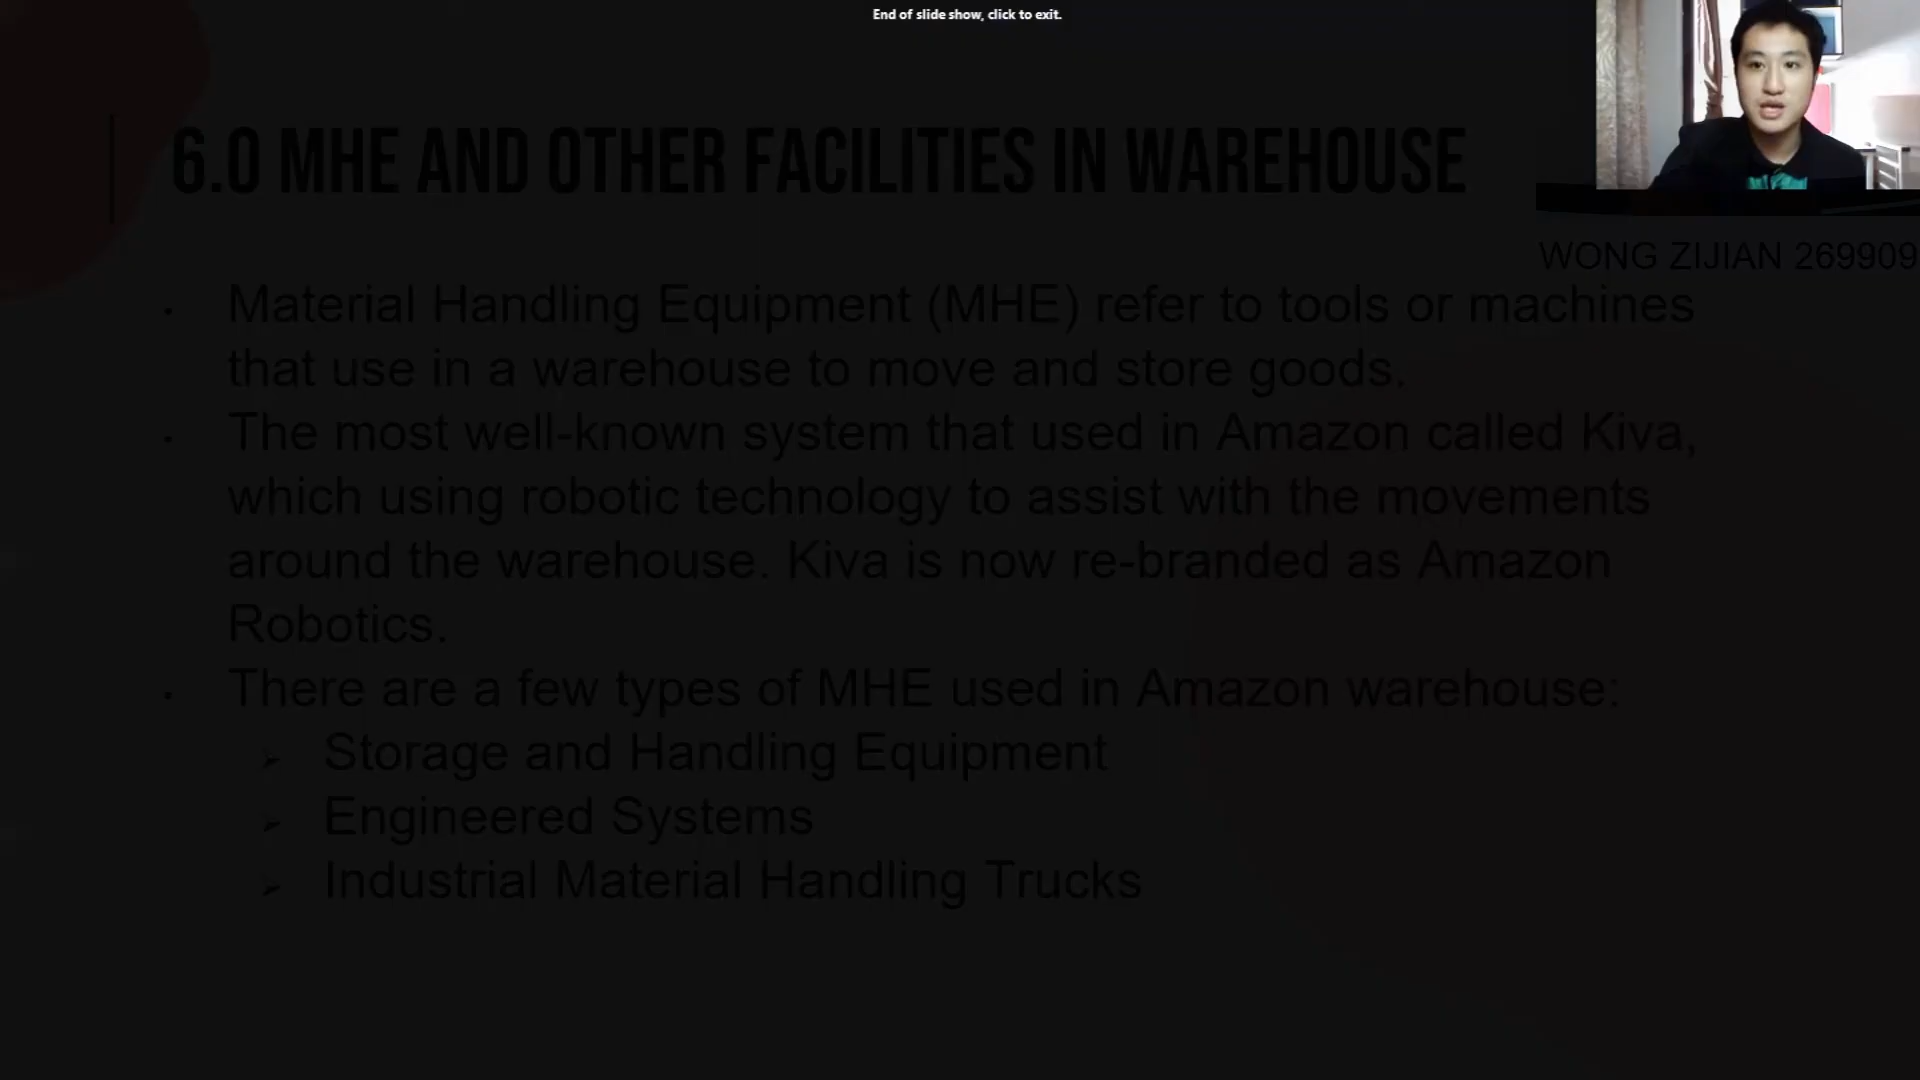 End of slide show, click to exit.
6.0 MHE AND OTHER FACILITIES IN WAREHOUSE
WONG ZIJIAN 269909
• Material Handling Equipment (MHE) refer to tools or machines
that use in a warehouse to move and store goods.
• The most well-known system that used in Amazon called Kiva,
which using robotic technology to assist with the movements
around the warehouse. Kiva is now re-branded as Amazon
Robotics.
• There are a few types of MHE used in Amazon warehouse:
➢ Storage and Handling Equipment
➢ Engineered Systems
➢ Industrial Material Handling Trucks